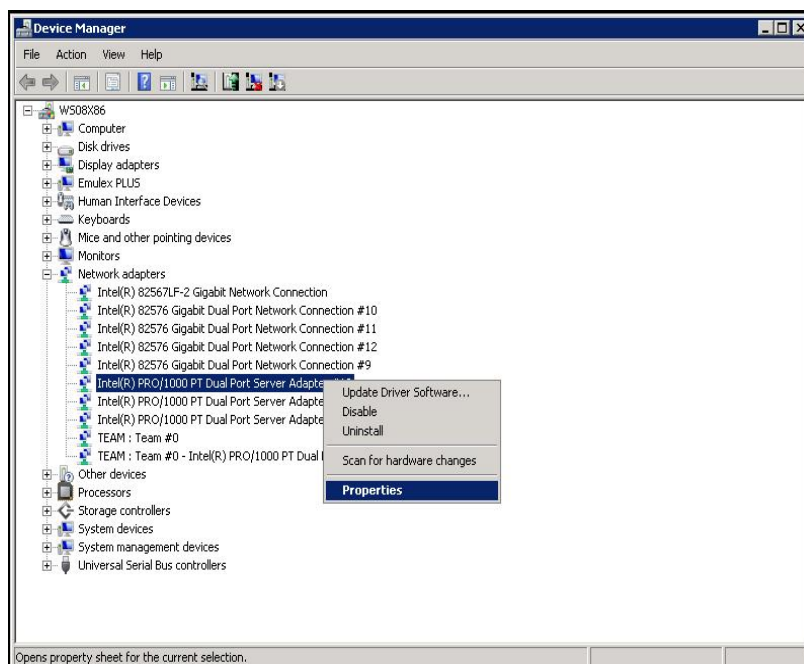 Device Manager
File Action View Help
WS08X86
Computer
Disk drives
Display adapters
Emulex PLUS
Human Interface Devices
Keyboards
Mice and other pointing devices
Monitors
Network adapters
Intel(R) 82567LF-2 Gigabit Network Connection
Intel(R) 82576 Gigabit Dual Port Network Connection #10
Intel(R) 82576 Gigabit Dual Port Network Connection #11
Intel(R) 82576 Gigabit Dual Port Network Connection #12
Intel(R) 82576 Gigabit Dual Port Network Connection #9
Intel(R) PRO/1000 PT Dual Port Server Adapte
Intel(R) PRO/1000 PT Dual Port Server Adapte
Intel(R) PRO/1000 PT Dual Port Server Adapte
TEAM : Team #0
TEAM : Team #0 - Intel(R) PRO/1000 PT Dual
Other devices
Processors
Storage controllers
System devices
System management devices
Universal Serial Bus controllers
Update Driver Software...
Disable
Uninstall
Scan for hardware changes
Properties
Opens property sheet for the current selection.